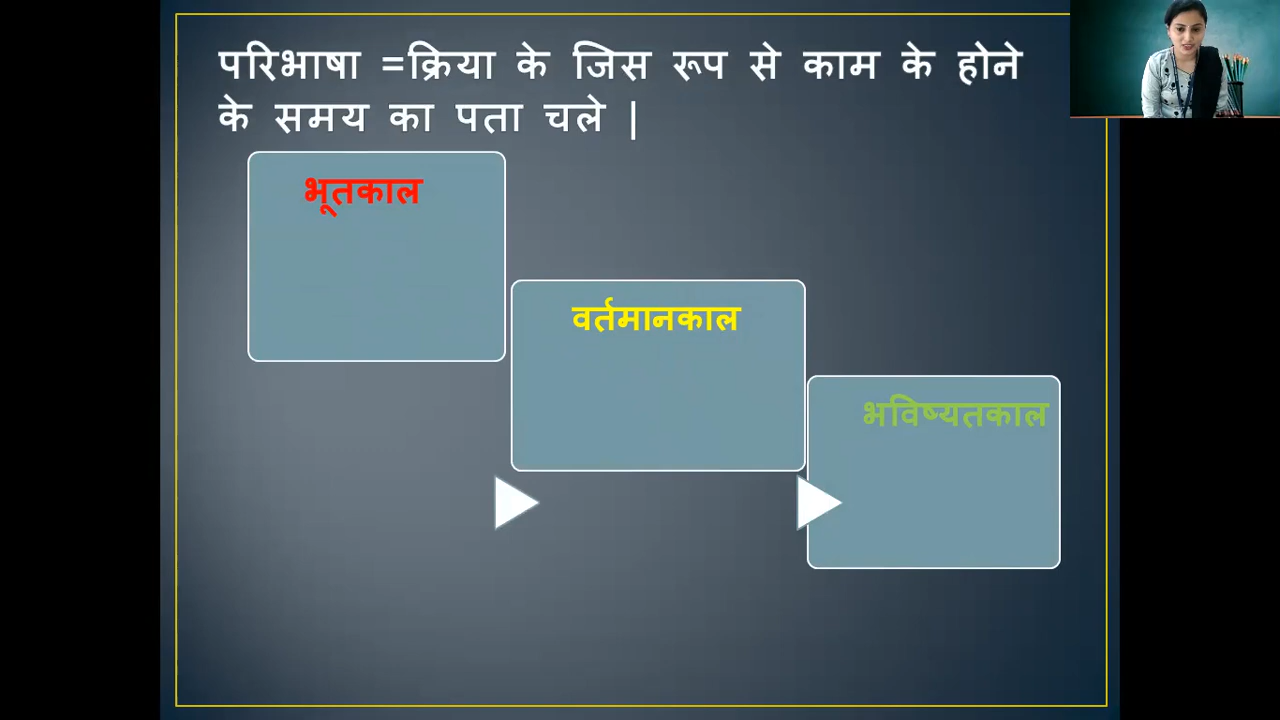 परिभाषा =क्रिया के जिस रूप से काम के होने
के समय का पता चले |
भूतकाल
वर्तमानकाल
भविष्यतकाल